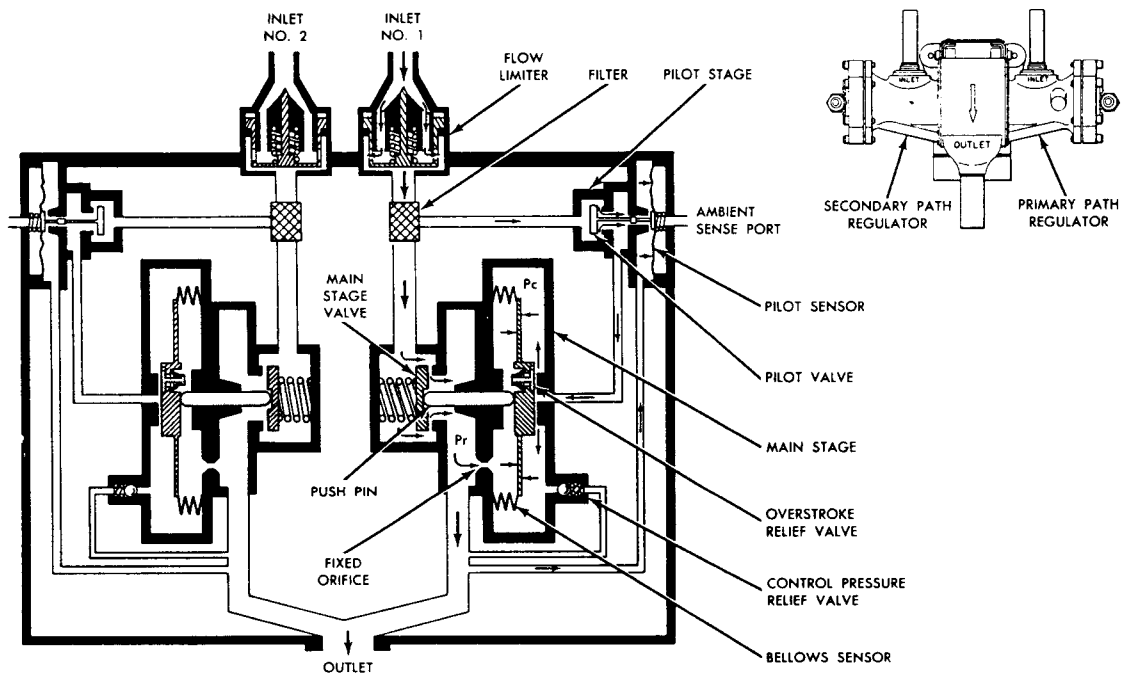 INLET
NO. 2
INLET
NO. 1
FLOW
LIMITER
FILTER
PILOT STAGE
INLET
INLET
OUTLET
SECONDARY PATH
REGULATOR
PRIMARY PATH
REGULATOR
AMBIENT
SENSE PORT
MAIN
STAGE
VALVE
Pc
PILOT SENSOR
PILOT VALVE
MAIN STAGE
Pr
PUSH PIN
OVERSTROKE
RELIEF VALVE
FIXED
ORIFICE
CONTROL PRESSURE
RELIEF VALVE
BELLOWS SENSOR
OUTLET